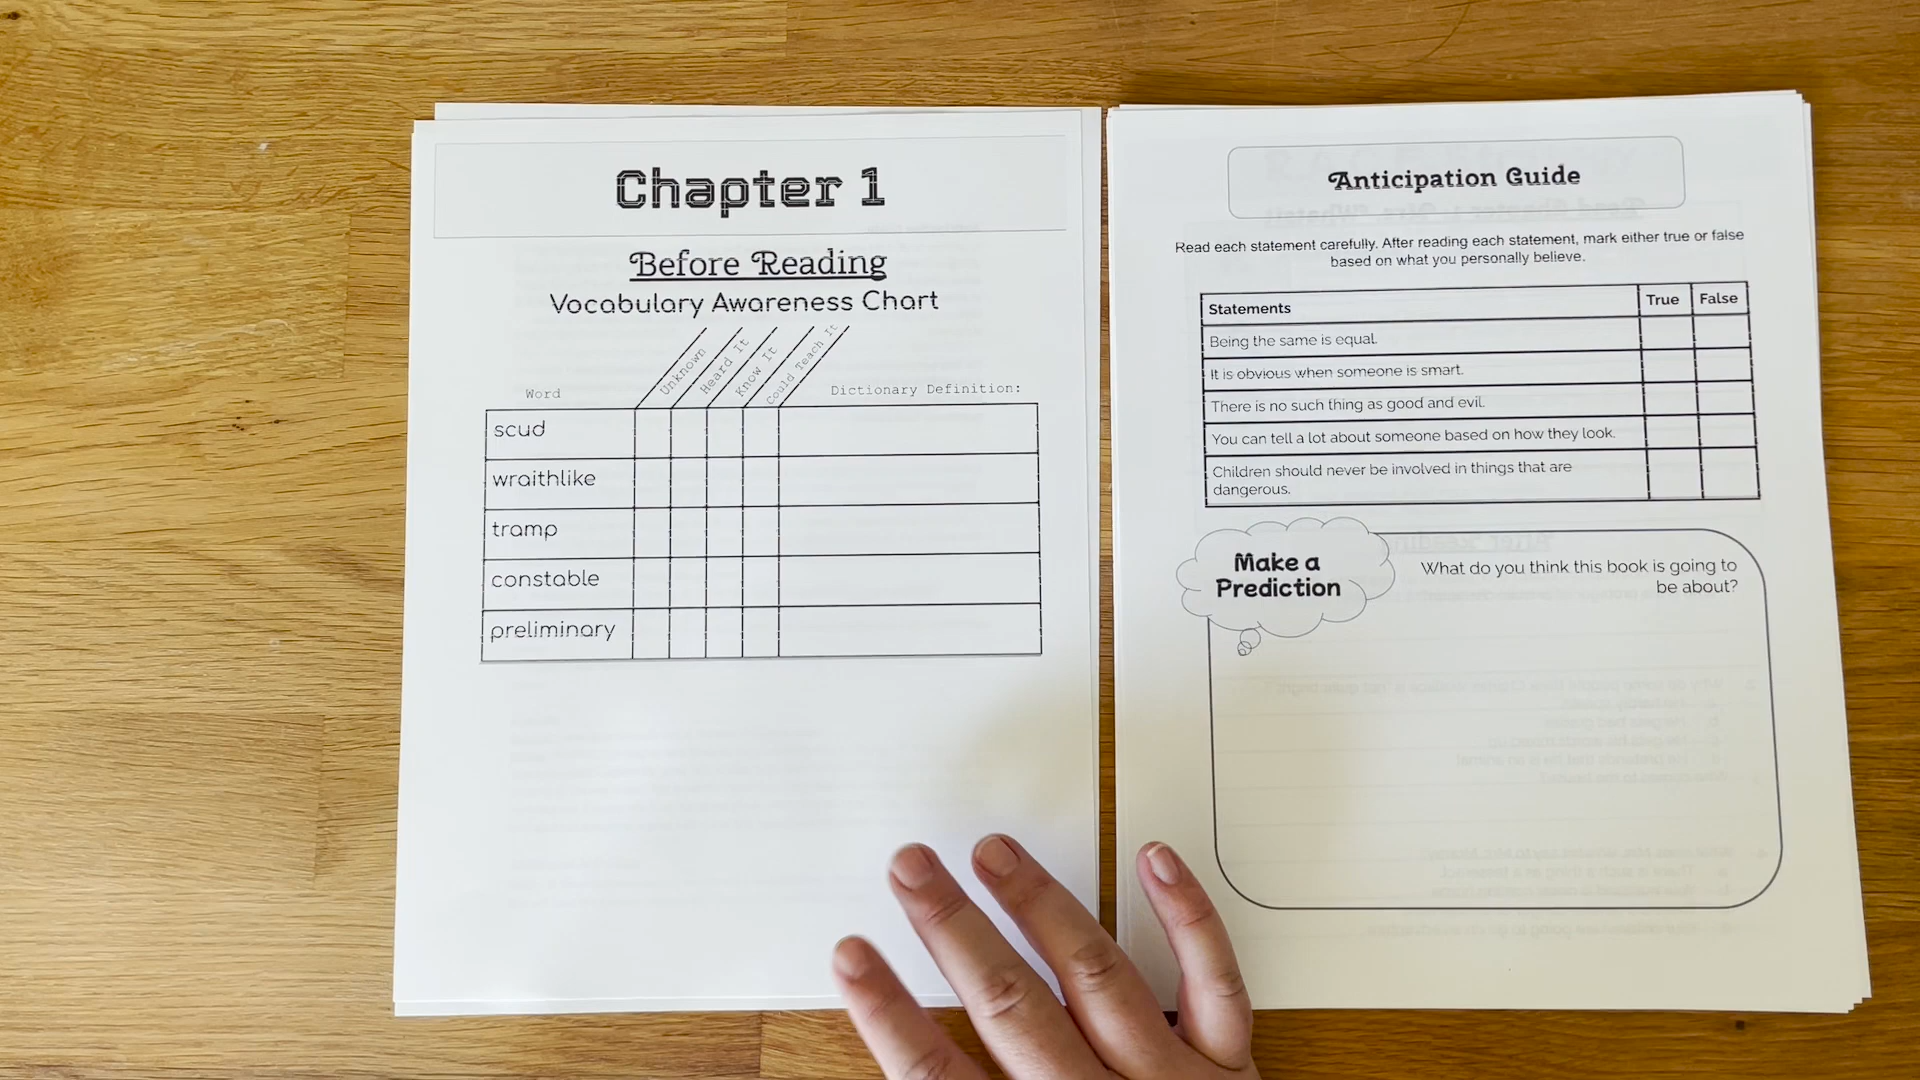 Chapter 1
Before Reading
Vocabulary Awareness Chart
Word
Unknown
Heard It
Know It
Could Teach It
Dictionary Definition:
scud
wraithlike
tramp
constable
preliminary
Anticipation Guide
Read each statement carefully. After reading each statement, mark either true or false
based on what you personally believe.
Statements True False
Being the same is equal.
It is obvious when someone is smart.
There is no such thing as good and evil.
You can tell a lot about someone based on how they look.
Children should never be involved in things that are
dangerous.
Make a
Prediction
What do you think this book is going to
be about?